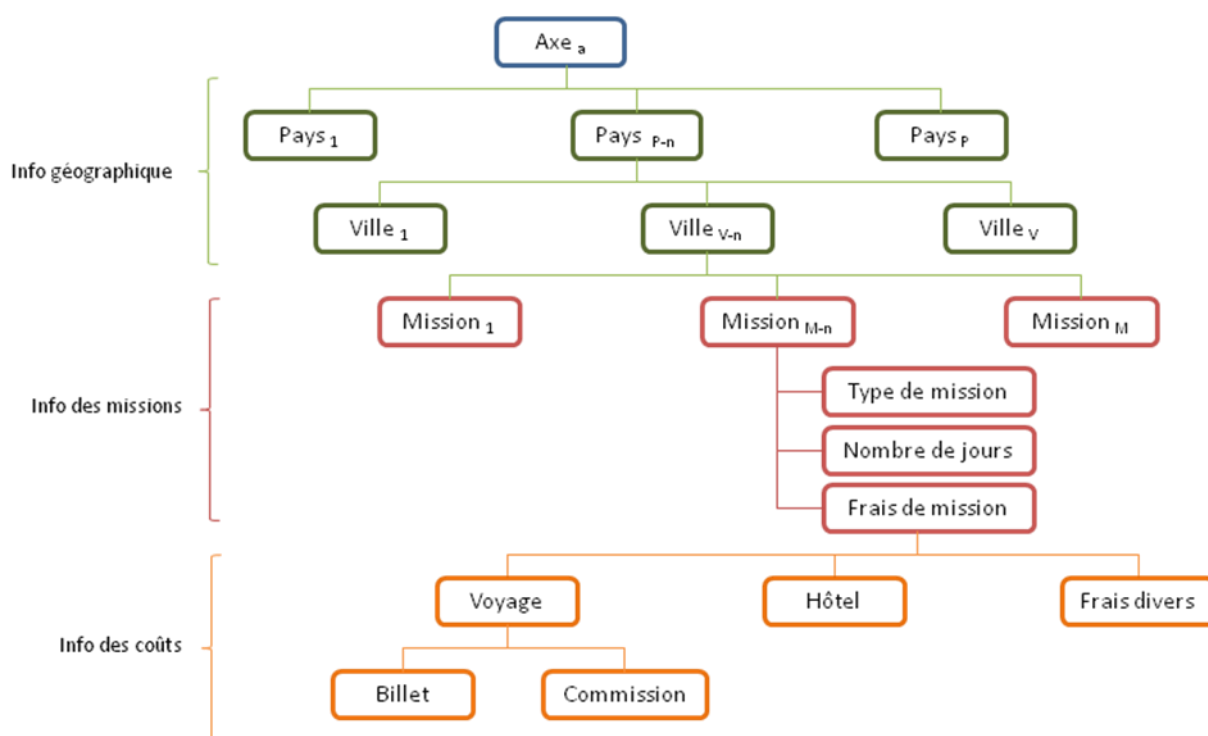 Axe a
Pays 1
Pays P-n
Pays P
Info géographique
Ville 1
Ville V-n
Ville V
Mission 1
Mission M-n
Mission M
Type de mission
Info des missions
Nombre de jours
Frais de mission
Voyage
Hôtel
Frais divers
Info des coûts
Billet
Commission